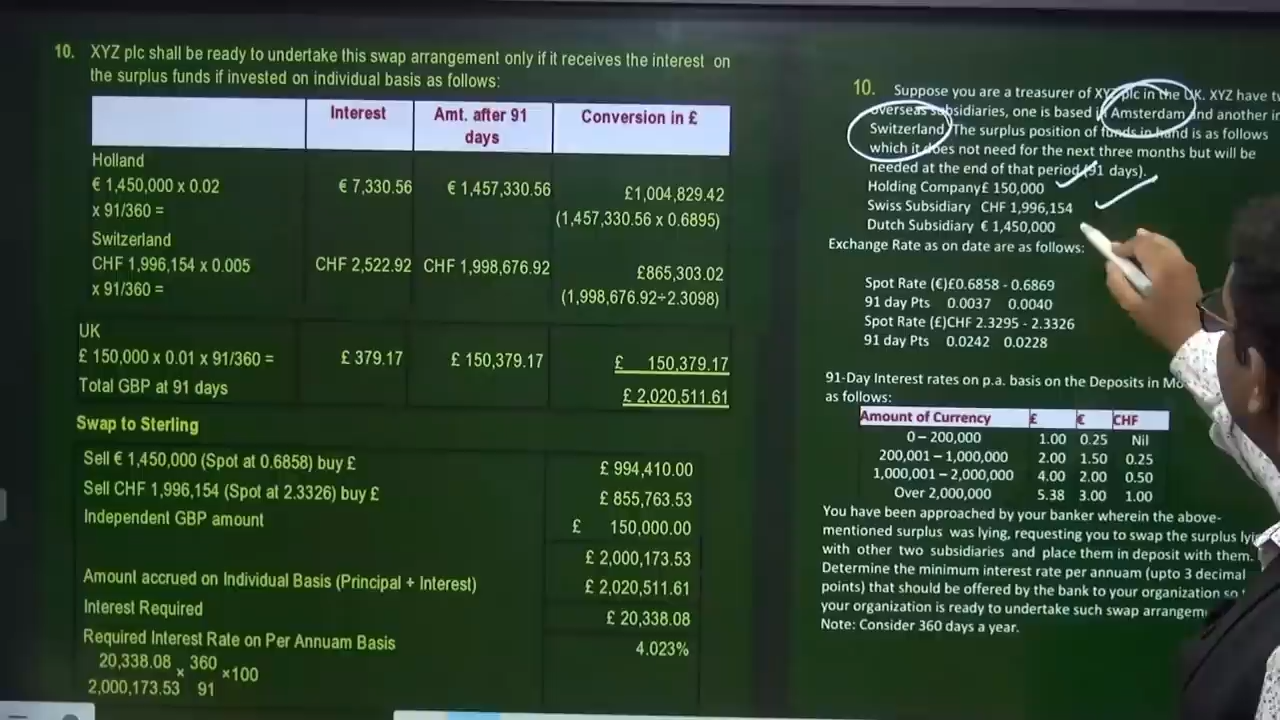 10. XYZ plc shall be ready to undertake this swap arrangement only if it receives the interest on
the surplus funds if invested on individual basis as follows:
Interest Amt. after 91 days Conversion in £
Holland
€ 1,450,000 x 0.02 € 7,330.56 € 1,457,330.56 £1,004,829.42
x 91/360 = (1,457,330.56 x 0.6895)
Switzerland
CHF 1,996,154 x 0.005 CHF 2,522.92 CHF 1,998,676.92 £865,303.02
x 91/360 = (1,998,676.92÷2.3098)
UK
£ 150,000 x 0.01 x 91/360 = £ 379.17 £ 150,379.17 £ 150,379.17
Total GBP at 91 days £ 2,020,511.61
Swap to Sterling
Sell € 1,450,000 (Spot at 0.6858) buy £ £ 994,410.00
Sell CHF 1,996,154 (Spot at 2.3326) buy £ £ 855,763.53
Independent GBP amount £ 150,000.00
£ 2,000,173.53
Amount accrued on Individual Basis (Principal + Interest) £ 2,020,511.61
Interest Required £ 20,338.08
Required Interest Rate on Per Annuam Basis 4.023%
20,338.08 x 360 x100
2,000,173.53 91
10. Suppose you are a treasurer of XYZ plc in the UK. XYZ have
overseas subsidiaries, one is based in Amsterdam and another in
Switzerland. The surplus position of funds in hand is as follows
which it does not need for the next three months but will be
needed at the end of that period (91 days).
Holding Company £ 150,000
Swiss Subsidiary CHF 1,996,154
Dutch Subsidiary € 1,450,000
Exchange Rate as on date are as follows:
Spot Rate (€)£0.6858 - 0.6869
91 day Pts 0.0037 0.0040
Spot Rate (£)CHF 2.3295 - 2.3326
91 day Pts 0.0242 0.0228
91-Day Interest rates on p.a. basis on the Deposits in
as follows:
Amount of Currency £ € CHF
0 – 200,000 1.00 0.25 Nil
200,001 – 1,000,000 2.00 1.50 0.25
1,000,001 – 2,000,000 4.00 2.00 0.50
Over 2,000,000 5.38 3.00 1.00
You have been approached by your banker wherein the above-
mentioned surplus was lying, requesting you to swap the surplus
with other two subsidiaries and place them in deposit with them.
Determine the minimum interest rate per annuam (upto 3 decimal
points) that should be offered by the bank to your organization
your organization is ready to undertake such swap
Note: Consider 360 days a year.